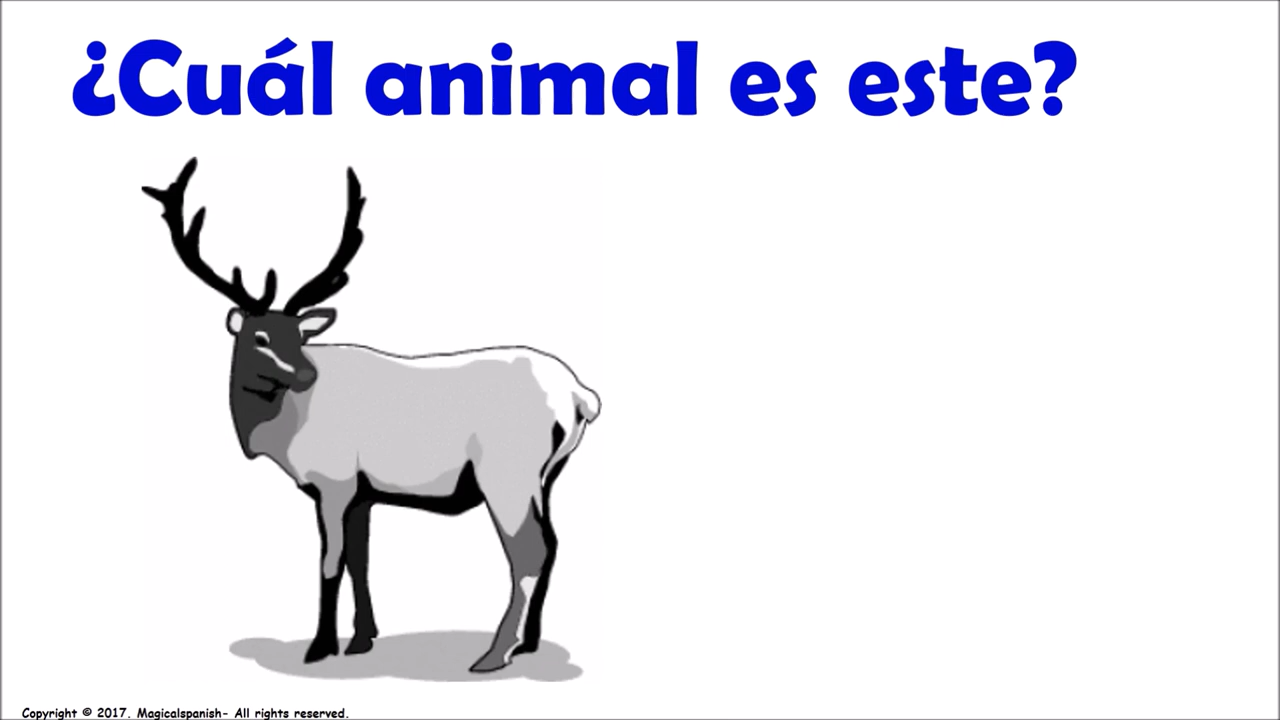 ¿Cuál animal es este?
Copyright © 2017. Magicalspanish- All rights reserved.